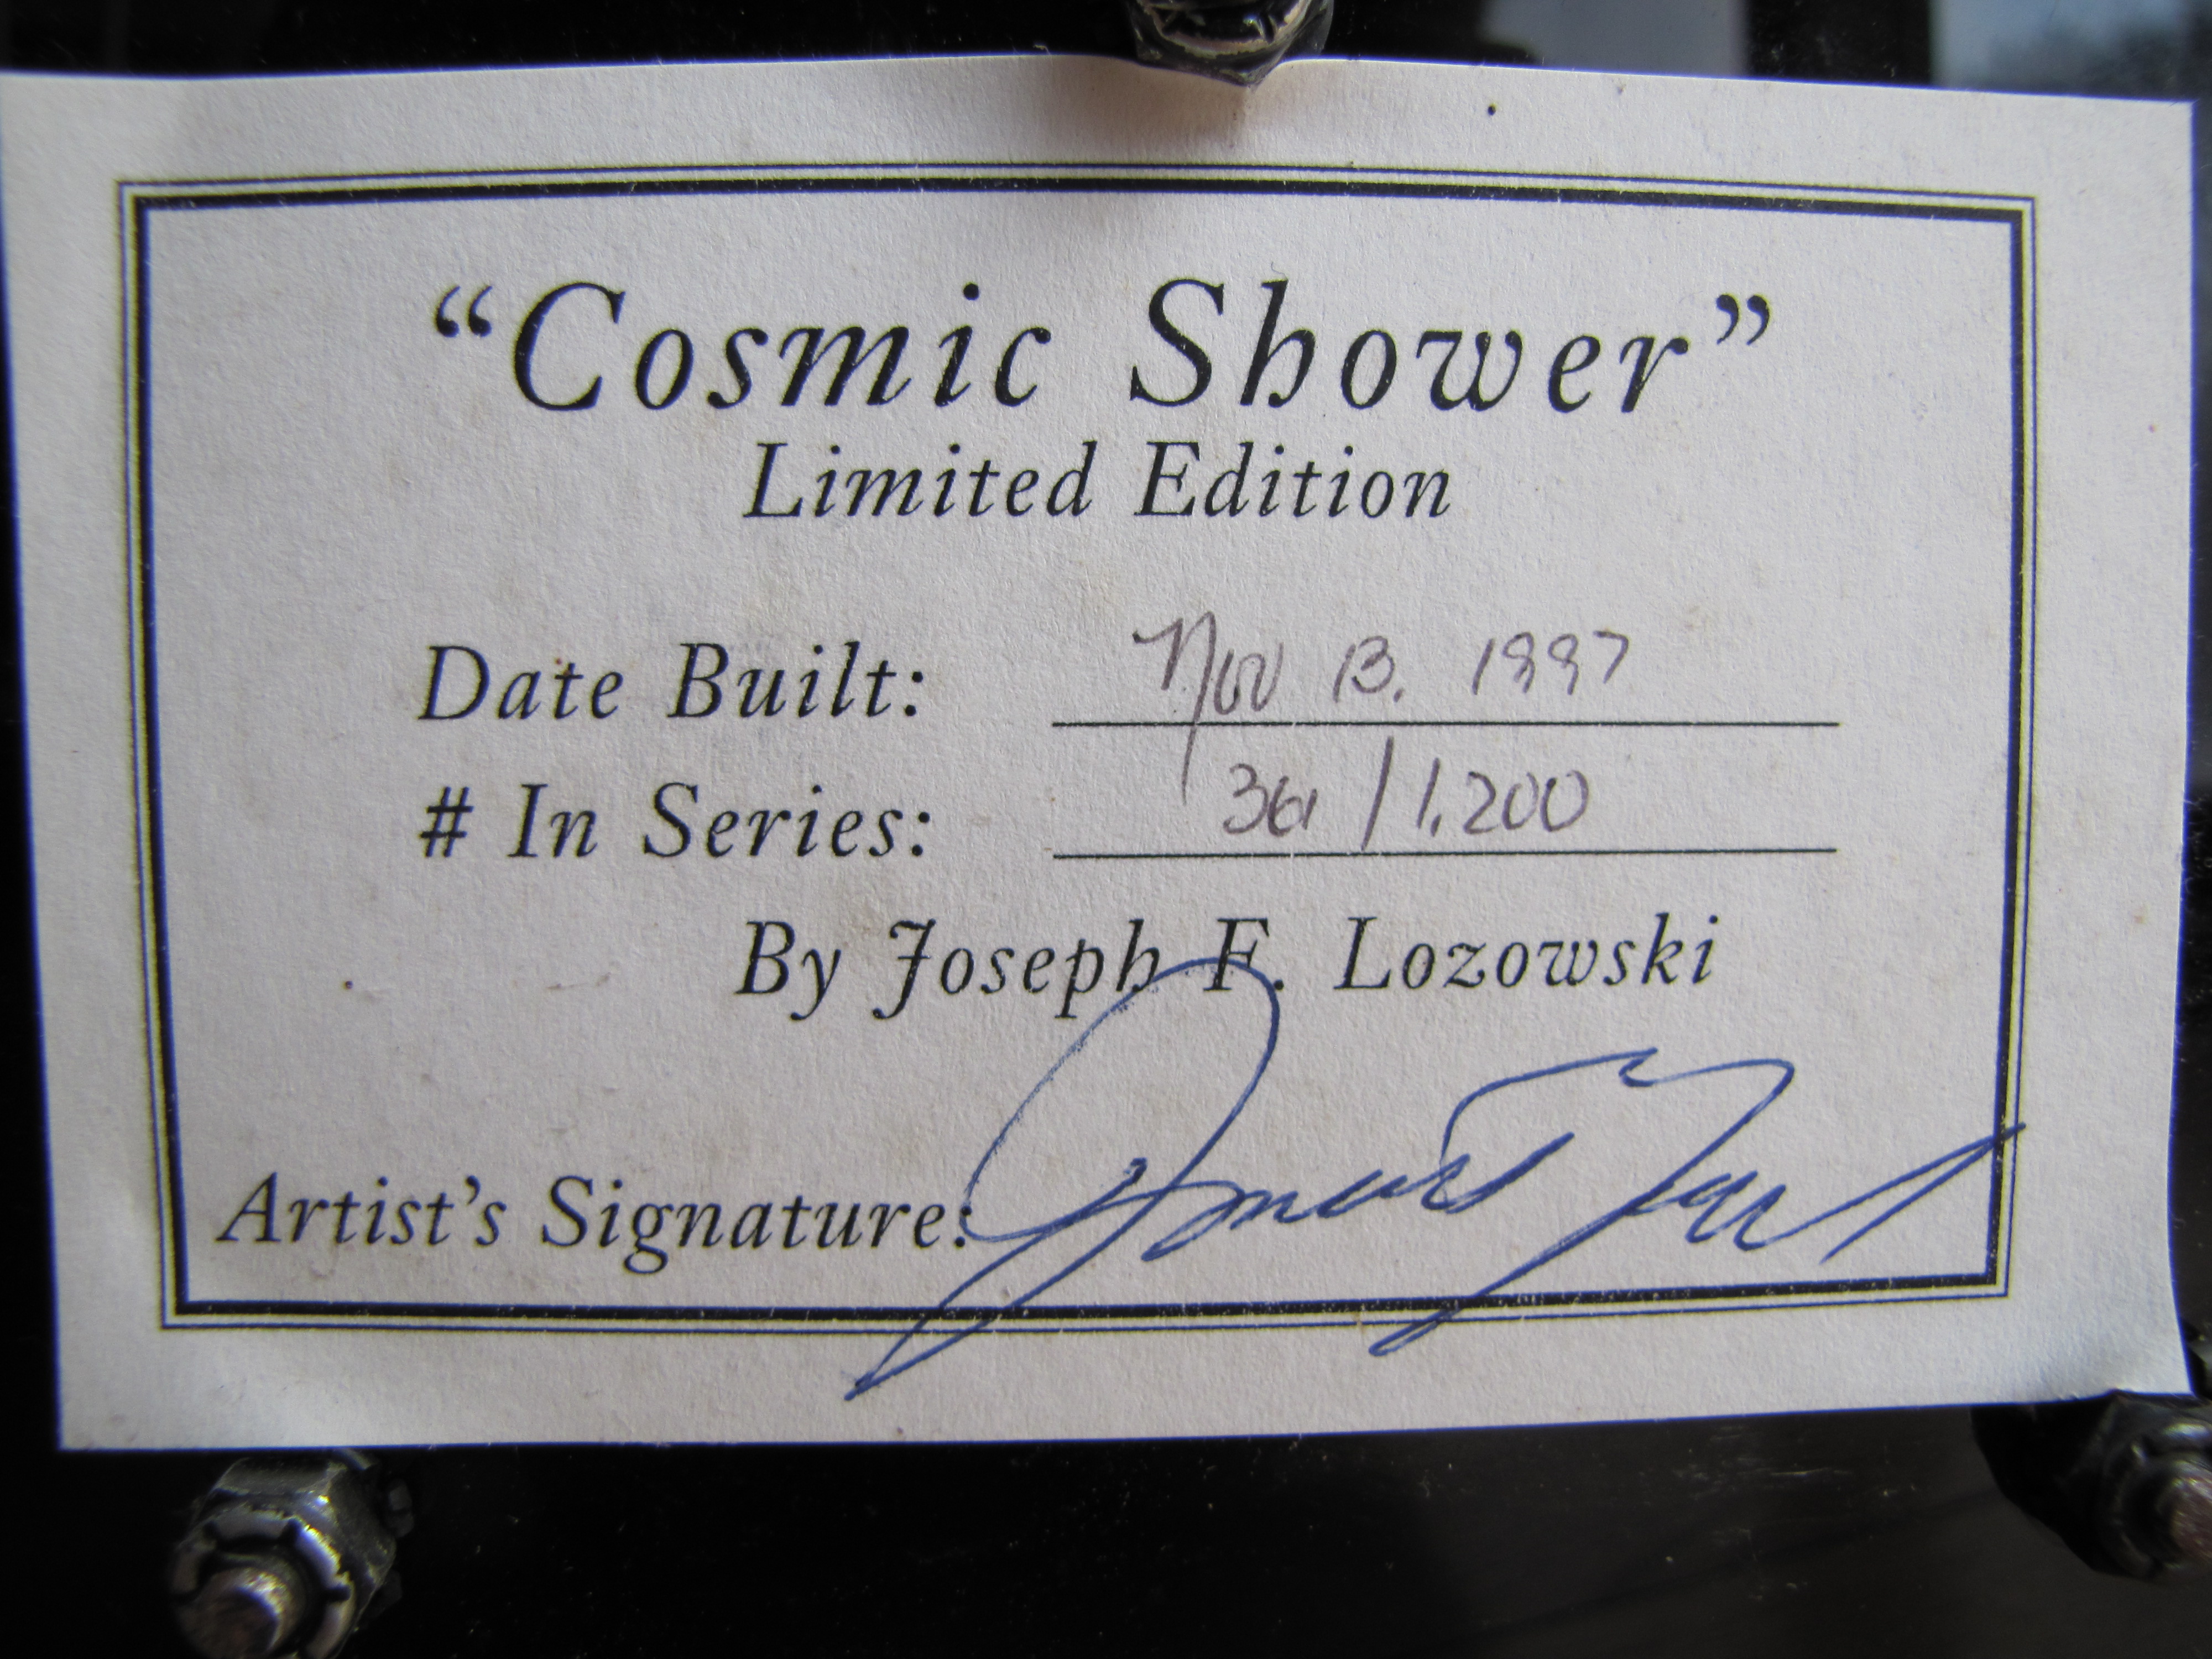 “Cosmic Shower”
Limited Edition
Date Built: Nov 13. 1997
# In Series: 361 / 1,200
By Joseph F. Lozowski
Artist's Signature: